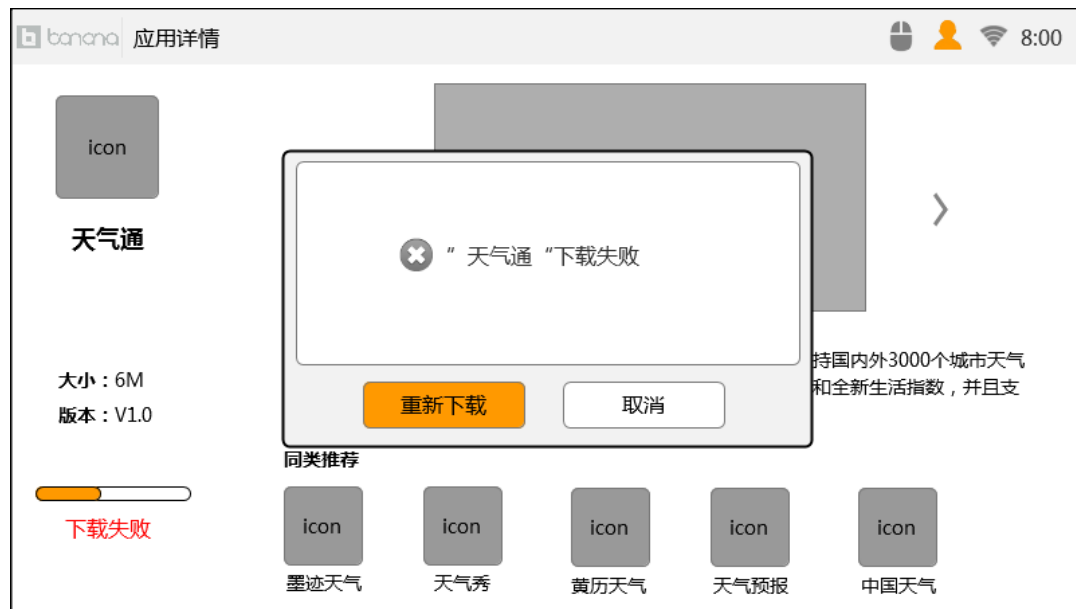 banana 应用详情 8:00
icon
天气通
大小：6M
版本：V1.0
下载失败
” 天气通 “下载失败
重新下载 取消
持国内外3000个城市天气
和全新生活指数，并且支
同类推荐
icon icon icon icon icon
墨迹天气 天气秀 黄历天气 天气预报 中国天气